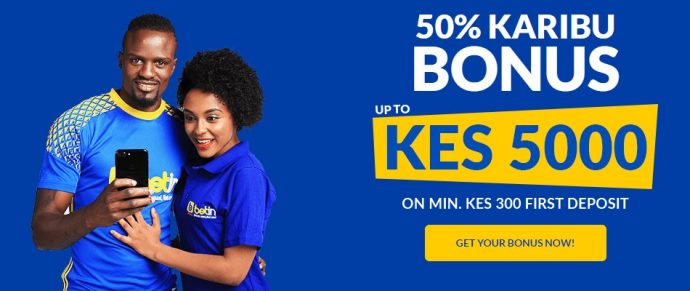 50% KARIBU
BONUS
UP TO
KES 5000
ON MIN. KES 300 FIRST DEPOSIT
GET YOUR BONUS NOW!
betin
betin